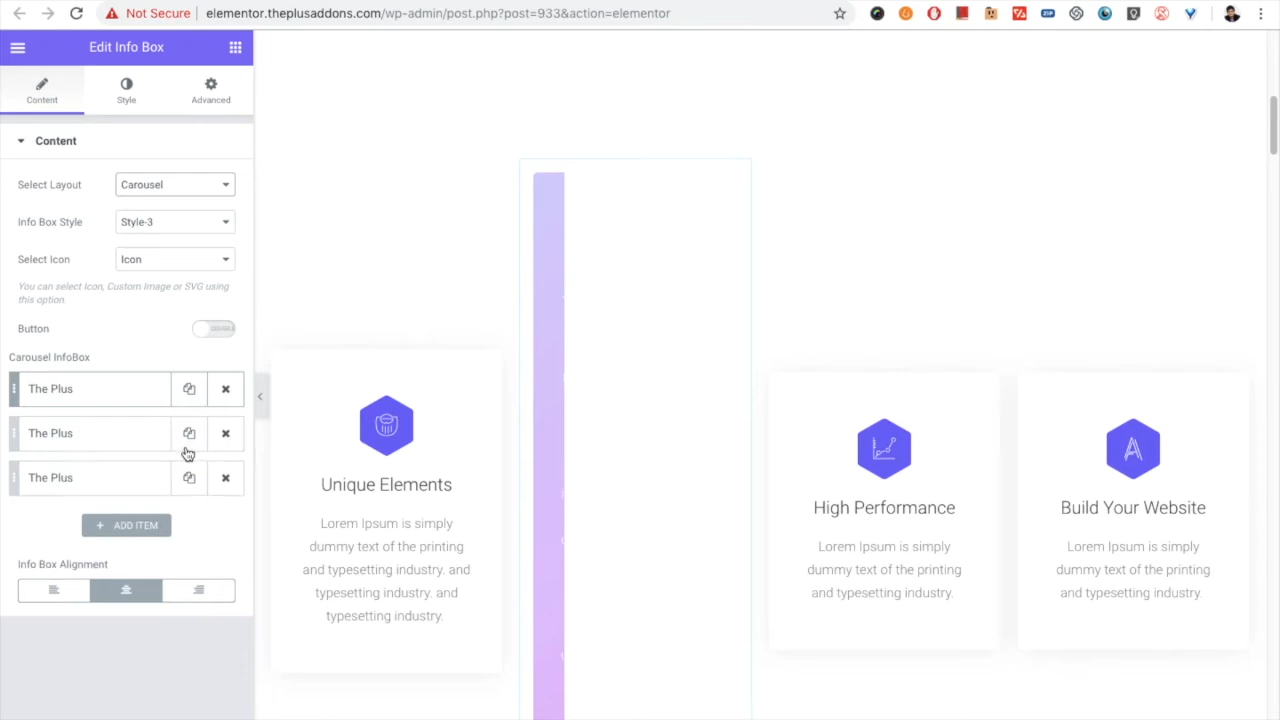 Not Secure
elementor.theplusaddons.com/wp-admin/post.php?post=933&action=elementor
Edit Info Box
Content
Style
Advanced
Content
Select Layout
Carousel
Info Box Style
Style-3
Select Icon
Icon
You can select Icon, Custom Image or SVG using
this option.
Button
Carousel InfoBox
The Plus
The Plus
The Plus
+ ADD ITEM
Info Box Alignment
Unique Elements
Lorem Ipsum is simply
dummy text of the printing
and typesetting industry. and
typesetting industry. and
typesetting industry.
High Performance
Lorem Ipsum is simply
dummy text of the printing
and typesetting industry.
Build Your Website
Lorem Ipsum is simply
dummy text of the printing
and typesetting industry.